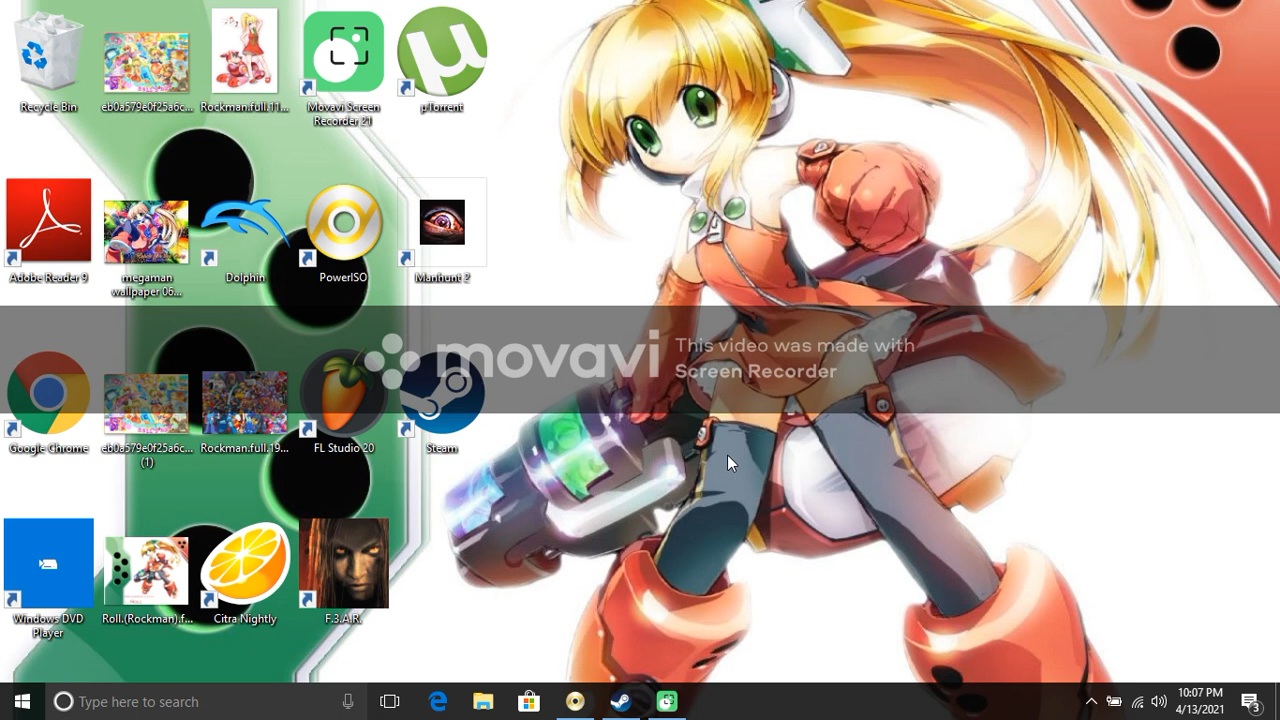 Recycle Bin
eb0a579e0f25a6c...
Rockman.full.11...
Movavi Screen
Recorder 21
µTorrent
Adobe Reader 9
megaman
wallpaper 06...
Dolphin
PowerISO
Manhunt 2
movavi
This video was made with
Screen Recorder
Google Chrome
eb0a579e0f25a6c...
(1)
Rockman.full.19...
FL Studio 20
Steam
Windows DVD
Player
Roll.(Rockman).f...
Citra Nightly
F.3.A.R.
Type here to search
10:07 PM
4/13/2021
3